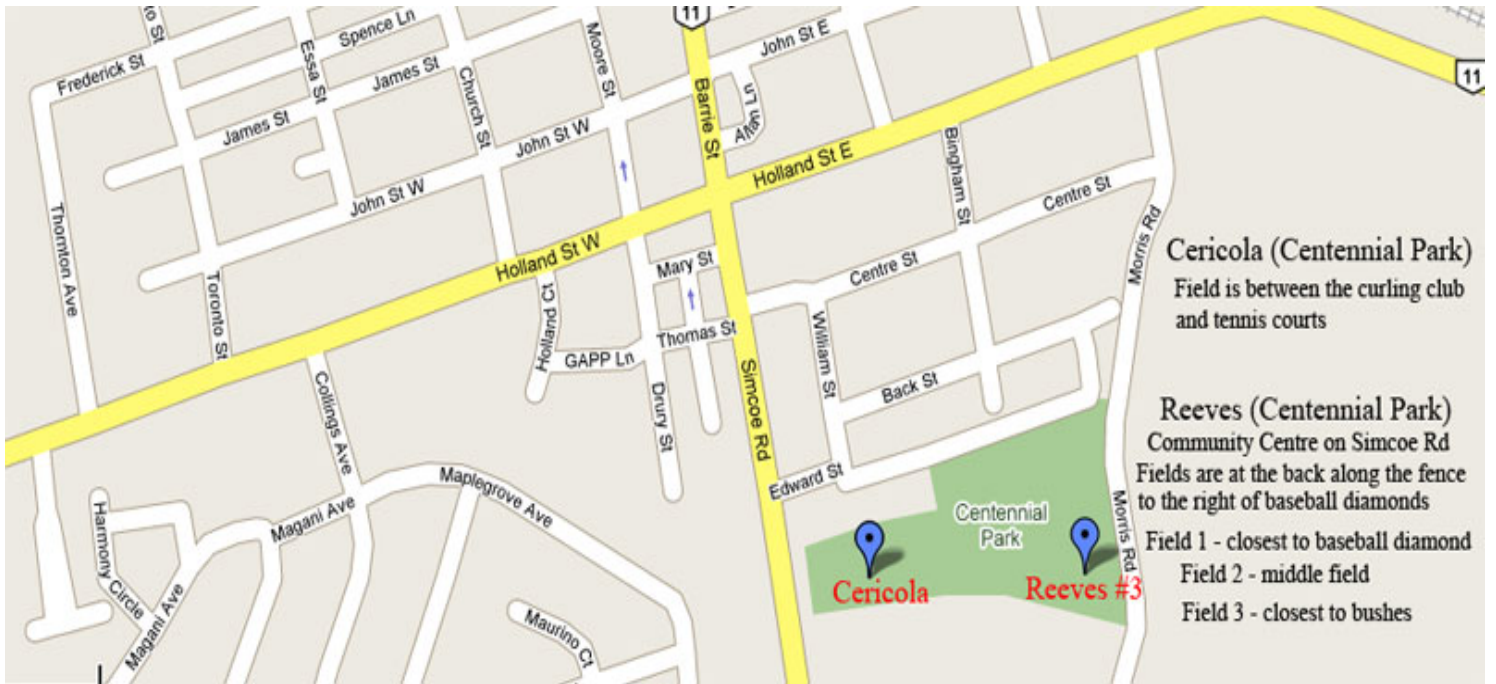 to St
11
Spence Ln
Frederick St
Essa St
Moore St
John St E
James St
Church St
Barrie St
Avyn Ln
11
James St
John St W
Holland St E
Bingham St
John St W
Centre St
Thornton Ave
Holland St W
Mary St
Centre St
Morris Rd
Cericola (Centennial Park)
Field is between the curling club
and tennis courts
Toronto St
Holland Ct
Thomas St
William St
GAPP Ln
Collings Ave
Drury St
Simcoe Rd
Back St
Reeves (Centennial Park)
Community Centre on Simcoe Rd
Fields are at the back along the fence
to the right of baseball diamonds
Edward St
Maplegrove Ave
Magani Ave
Harmony Circle
Centennial
Park
Morris Rd
Field 1 - closest to baseball diamond
Field 2 - middle field
Field 3 - closest to bushes
Cericola
Reeves #3
Magani Ave
Maurino Ct